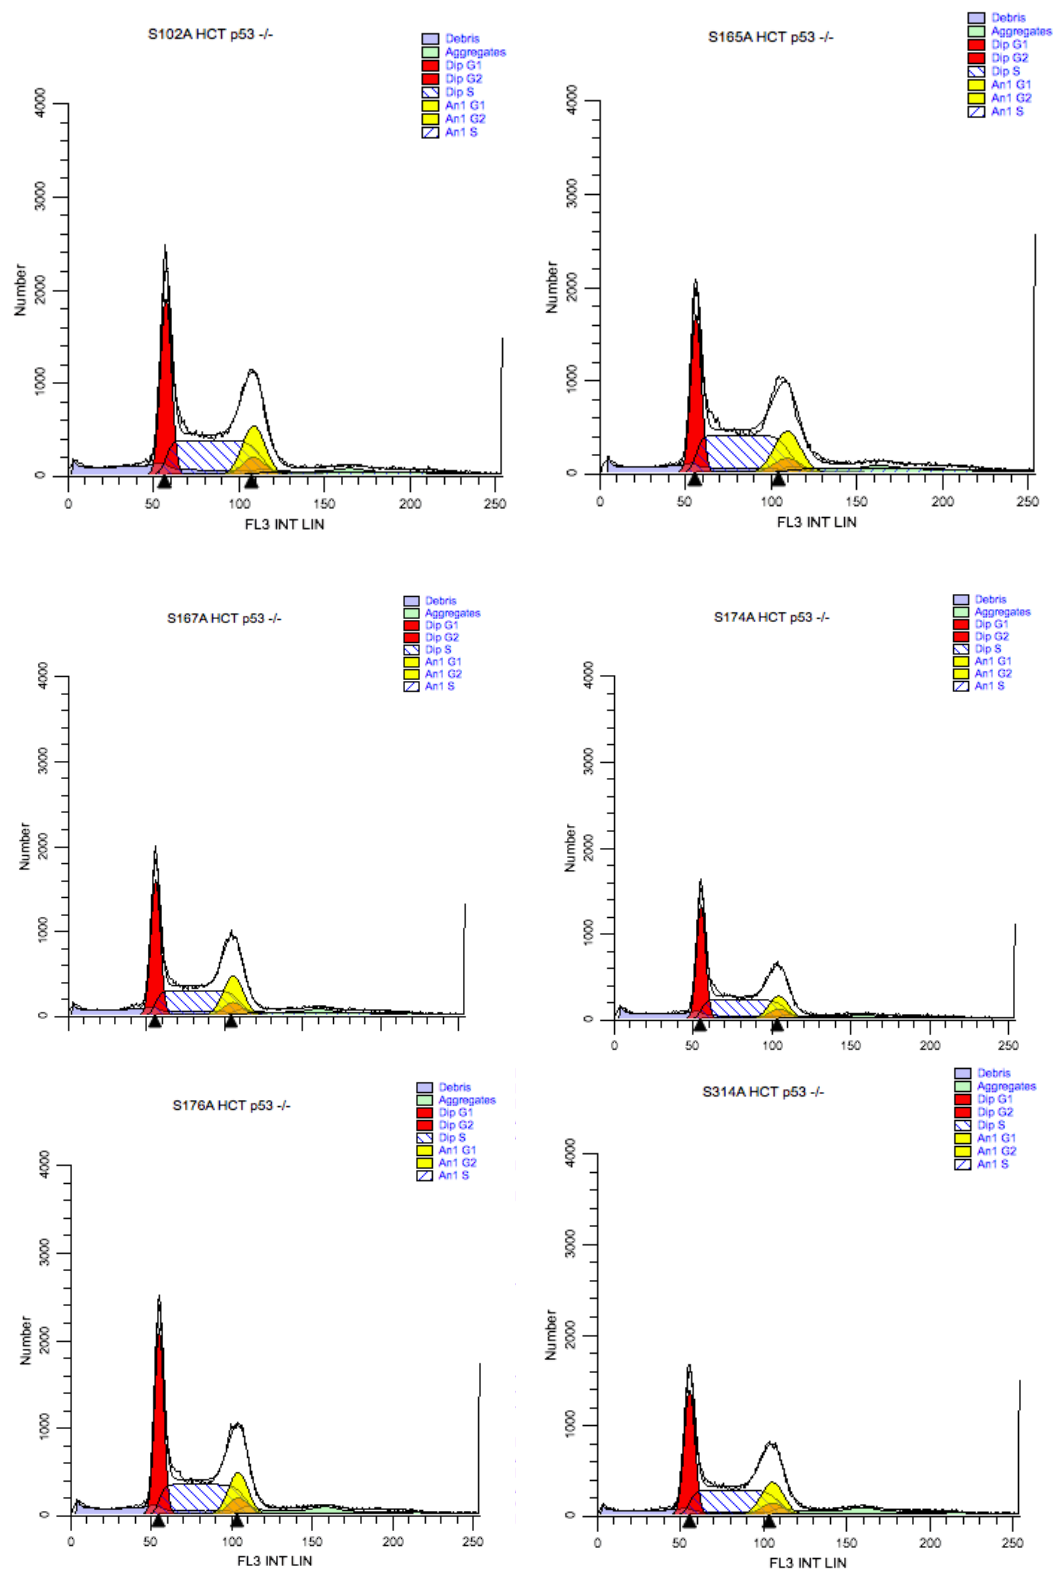 S102A HCT p53 -/-
Debris
Aggregates
Dip G1
Dip G2
Dip S
An1 G1
An1 G2
An1 S
4000
3000
2000
1000
0
Number
0 50 100 150 200 250
FL3 INT LIN
S165A HCT p53 -/-
Debris
Aggregates
Dip G1
Dip G2
Dip S
An1 G1
An1 G2
An1 S
4000
3000
2000
1000
0
Number
0 50 100 150 200 250
FL3 INT LIN
S167A HCT p53 -/-
Debris
Aggregates
Dip G1
Dip G2
Dip S
An1 G1
An1 G2
An1 S
4000
3000
2000
1000
0
Number
S174A HCT p53 -/-
Debris
Aggregates
Dip G1
Dip G2
Dip S
An1 G1
An1 G2
An1 S
4000
3000
2000
1000
0
Number
0 50 100 150 200 250
S176A HCT p53 -/-
Debris
Aggregates
Dip G1
Dip G2
Dip S
An1 G1
An1 G2
An1 S
4000
3000
2000
1000
0
Number
0 50 100 150 200 250
FL3 INT LIN
S314A HCT p53 -/-
Debris
Aggregates
Dip G1
Dip G2
Dip S
An1 G1
An1 G2
An1 S
4000
3000
2000
1000
0
Number
0 50 100 150 200 250
FL3 INT LIN